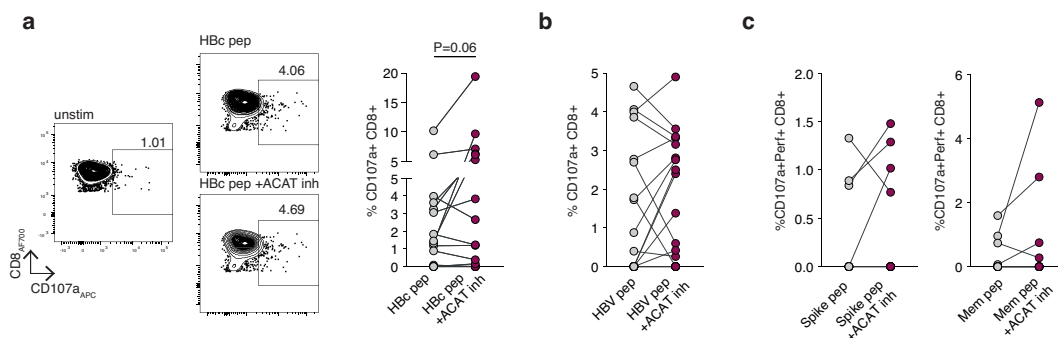 a
HBc pep
4.06
unstim
1.01
HBc pep +ACAT inh
4.69
CD8 AF700
CD107a APC
P=0.06
% CD107a+ CD8+
20
15
10
5
5
4
3
2
1
0
HBc pep
HBc pep
+ACAT inh
b
% CD107a+ CD8+
5
4
3
2
1
0
HBV pep
HBV pep
+ACAT inh
c
%CD107a+Perf+ CD8+
2.0
1.5
1.0
0.5
0.0
Spike pep
Spike pep
+ACAT inh
%CD107a+Perf+ CD8+
6
4
2
0
Mem pep
Mem pep
+ACAT inh